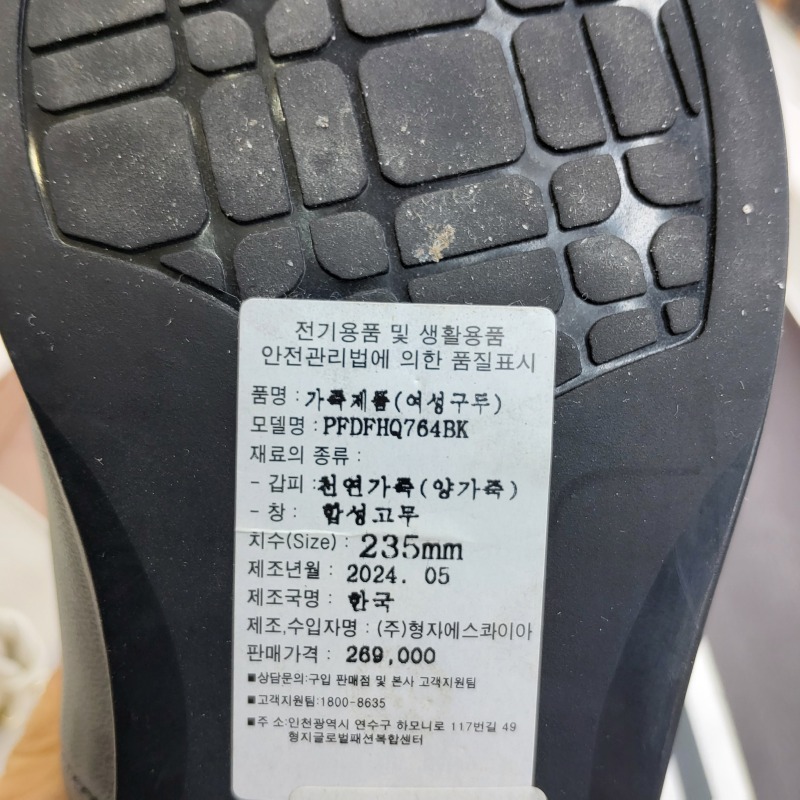 전기용품 및 생활용품
안전관리법에 의한 품질표시
품명 : 가죽제품(여성구두)
모델명 : PFDFHQ764BK
재료의 종류 :
- 갑피 : 천연가죽(양가죽)
- 창 : 합성고무
치수(Size) : 235mm
제조년월 : 2024. 05
제조국명 : 한국
제조,수입자명 : (주)형지에스콰이아
판매가격 : 269,000
■상담문의:구입 판매점 및 본사 고객지원팀
■고객지원팀:1800-8635
■주 소:인천광역시 연수구 하모니로 177번길 49
형지글로벌패션복합센터